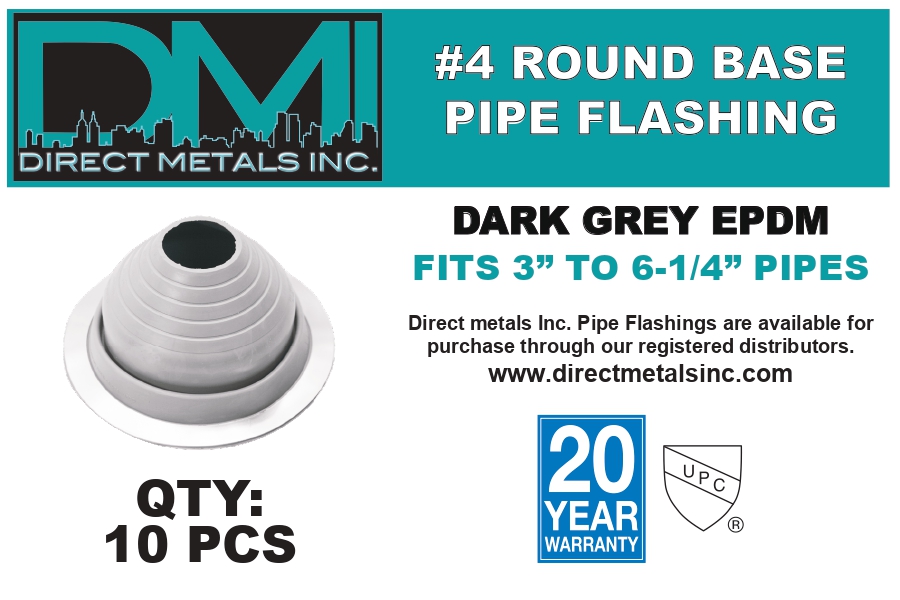 DMI
DIRECT METALS INC.
#4 ROUND BASE
PIPE FLASHING
DARK GREY EPDM
FITS 3” TO 6-1/4” PIPES
Direct metals Inc. Pipe Flashings are available for
purchase through our registered distributors.
www.directmetalsinc.com
QTY:
10 PCS
20
YEAR
WARRANTY
UPC
®